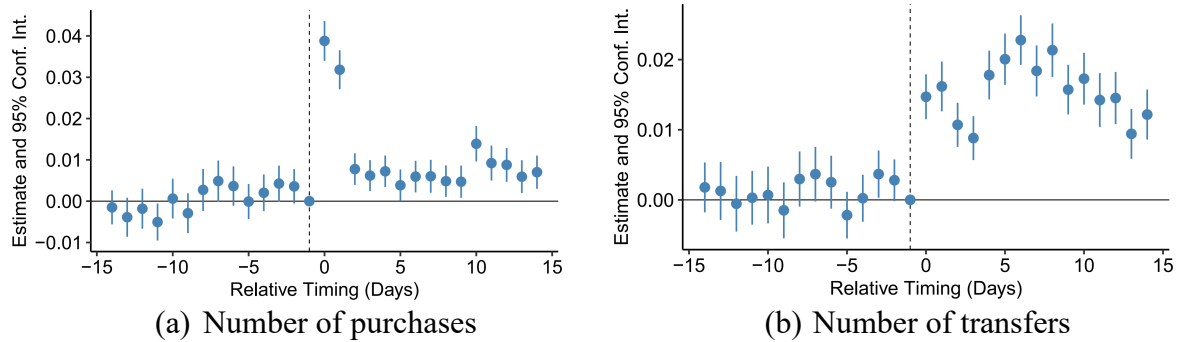 Estimate and 95% Conf. Int.
0.04
0.03
0.02
0.01
0.00
−0.01
−15 −10 −5 0 5 10 15
Relative Timing (Days)
(a) Number of purchases
Estimate and 95% Conf. Int.
0.02
0.01
0.00
−15 −10 −5 0 5 10 15
Relative Timing (Days)
(b) Number of transfers